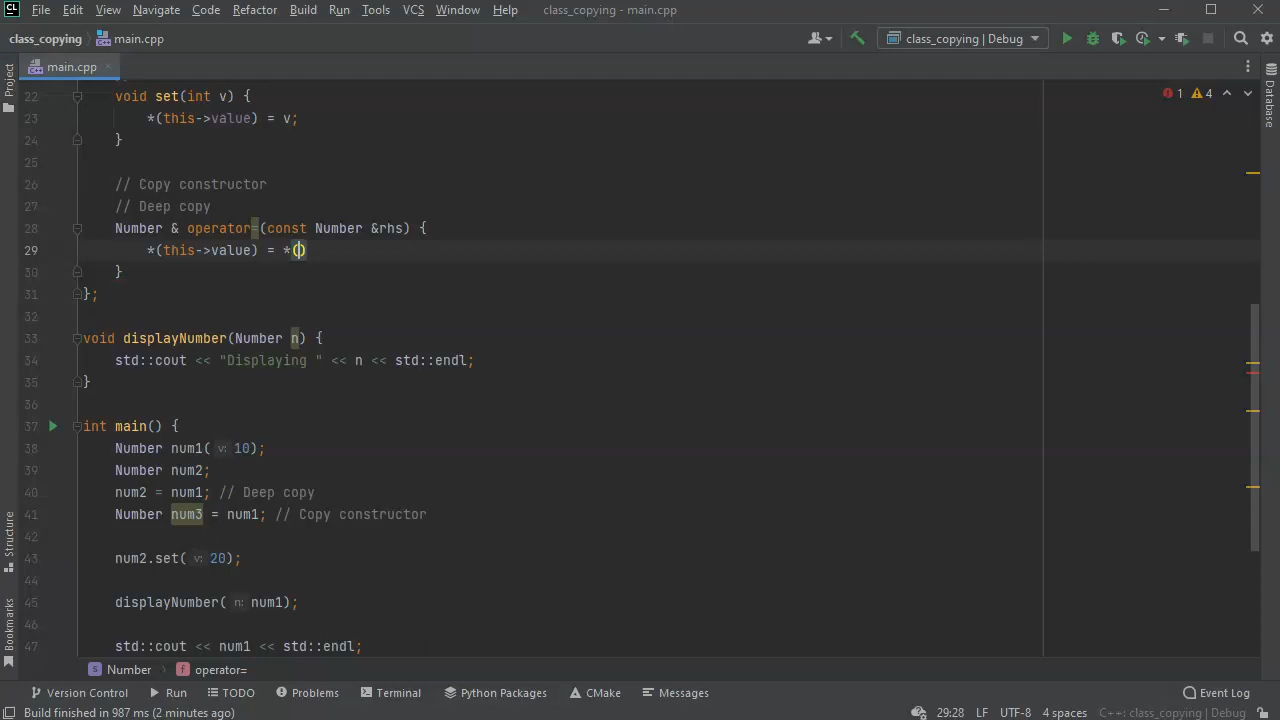 CL File Edit View Navigate Code Refactor Build Run Tools VCS Window Help class_copying - main.cpp
class_copying main.cpp class_copying | Debug
main.cpp
1 4
22 void set(int v) {
23 *(this->value) = v;
24 }
25
26 // Copy constructor
27 // Deep copy
28 Number & operator=(const Number &rhs) {
29 *(this->value) = *()
30 }
31 };
32
33 void displayNumber(Number n) {
34 std::cout << "Displaying " << n << std::endl;
35 }
36
37 int main() {
38 Number num1( v: 10);
39 Number num2;
40 num2 = num1; // Deep copy
41 Number num3 = num1; // Copy constructor
42
43 num2.set( v: 20);
44
45 displayNumber( n: num1);
46
47 std::cout << num1 << std::endl;
Project
Structure
Bookmarks
Database
Number operator=
Version Control Run TODO Problems Terminal Python Packages CMake Messages Event Log
Build finished in 987 ms (2 minutes ago) 29:28 LF UTF-8 4 spaces C++: class_copying | Debug